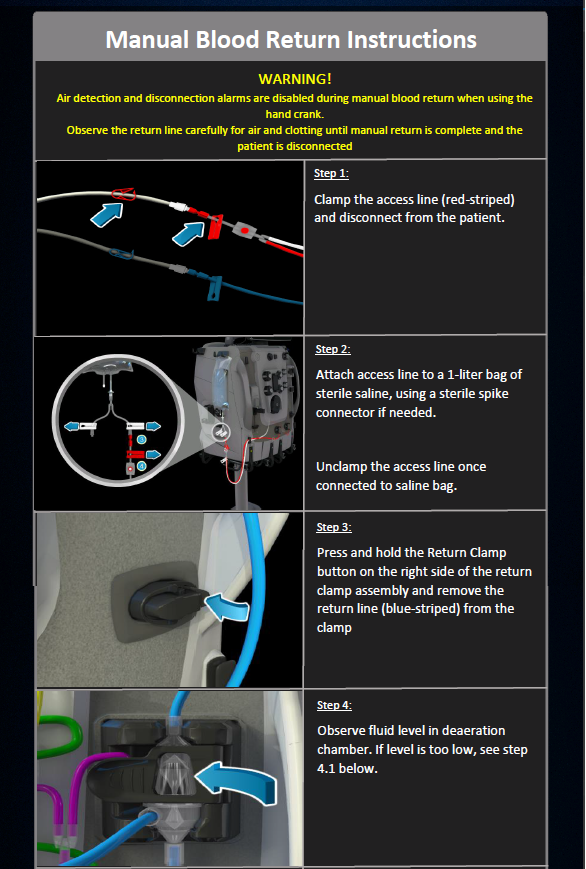 Manual Blood Return Instructions
WARNING!
Air detection and disconnection alarms are disabled during manual blood return when using the
hand crank.
Observe the return line carefully for air and clotting until manual return is complete and the
patient is disconnected
Step 1:
Clamp the access line (red-striped)
and disconnect from the patient.
Step 2:
Attach access line to a 1-liter bag of
sterile saline, using a sterile spike
connector if needed.
Unclamp the access line once
connected to saline bag.
Step 3:
Press and hold the Return Clamp
button on the right side of the return
clamp assembly and remove the
return line (blue-striped) from the
clamp
Step 4:
Observe fluid level in deaeration
chamber. If level is too low, see step
4.1 below.